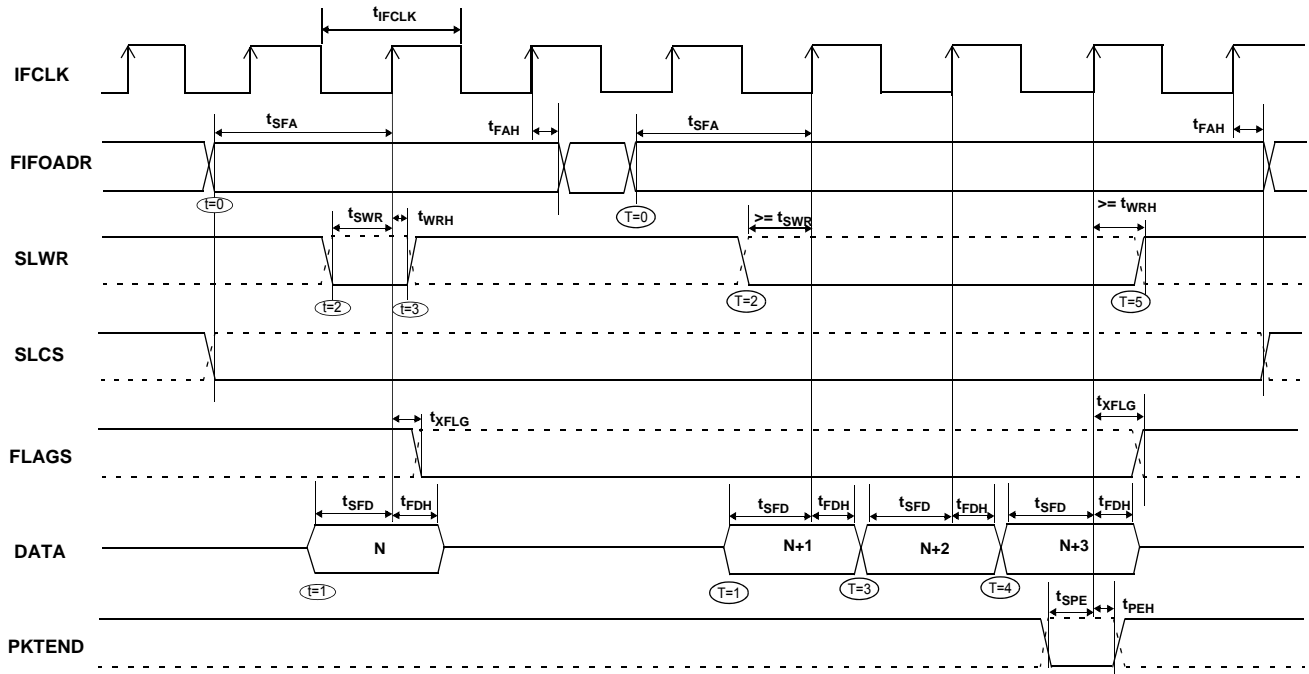 tIFCLK
IFCLK
tSFA
tFAH
tSFA
tFAH
FIFOADR
t=0
T=0
tSWR
tWRH
>= tSWR
>= tWRH
SLWR
t=2
t=3
T=2
T=5
SLCS
tXFLG
tXFLG
FLAGS
tSFD
tFDH
tSFD
tFDH
tSFD
tFDH
tSFD
tFDH
DATA
N
N+1
N+2
N+3
t=1
T=1
T=3
T=4
tSPE
tPEH
PKTEND